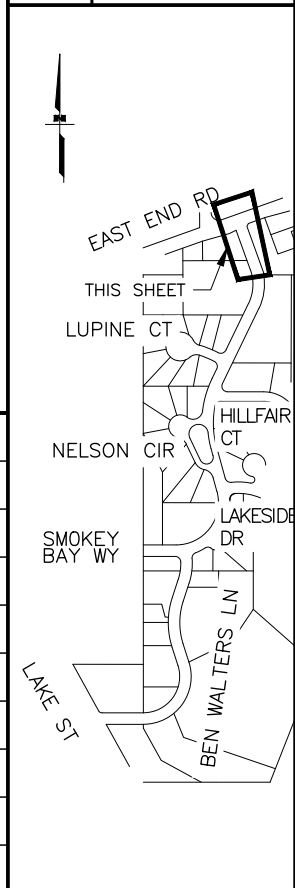 EAST END RD
THIS SHEET
LUPINE CT
HILLFAIR
CT
NELSON CIR
LAKESIDE
DR
SMOKEY
BAY WY
BEN WALTERS LN
LAKE ST